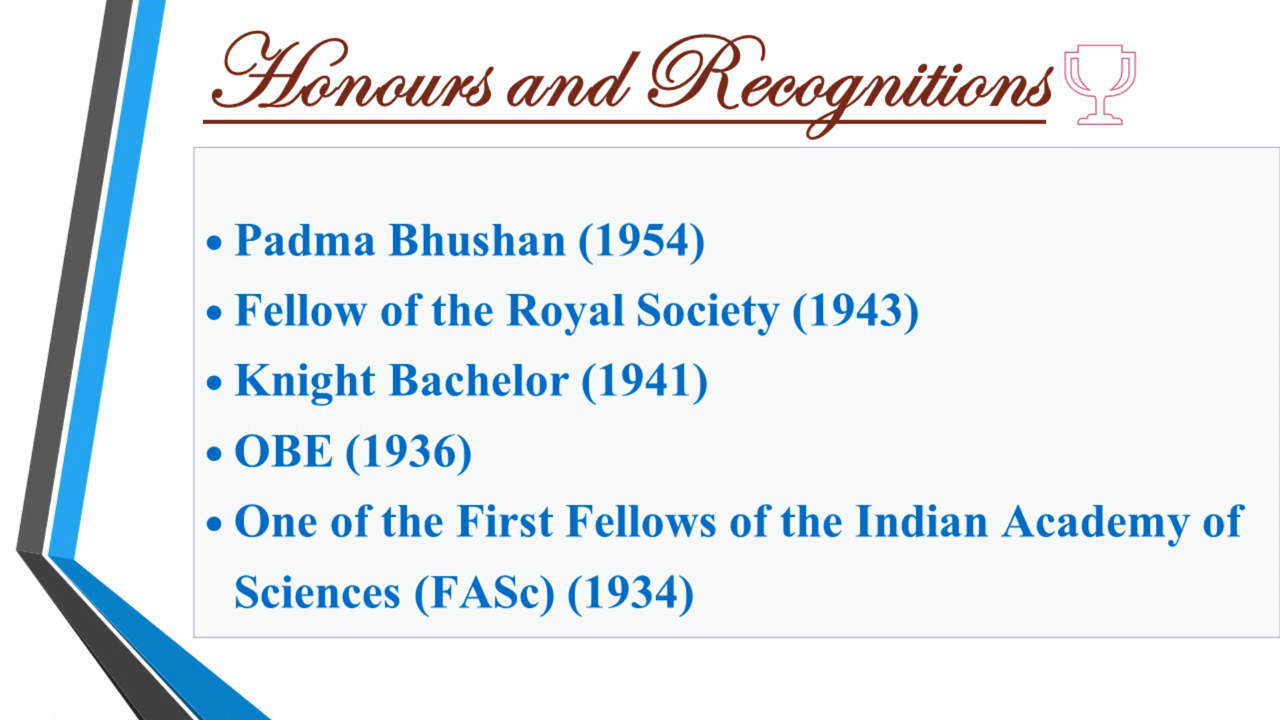 Honours and Recognitions
• Padma Bhushan (1954)
• Fellow of the Royal Society (1943)
• Knight Bachelor (1941)
• OBE (1936)
• One of the First Fellows of the Indian Academy of
Sciences (FASc) (1934)